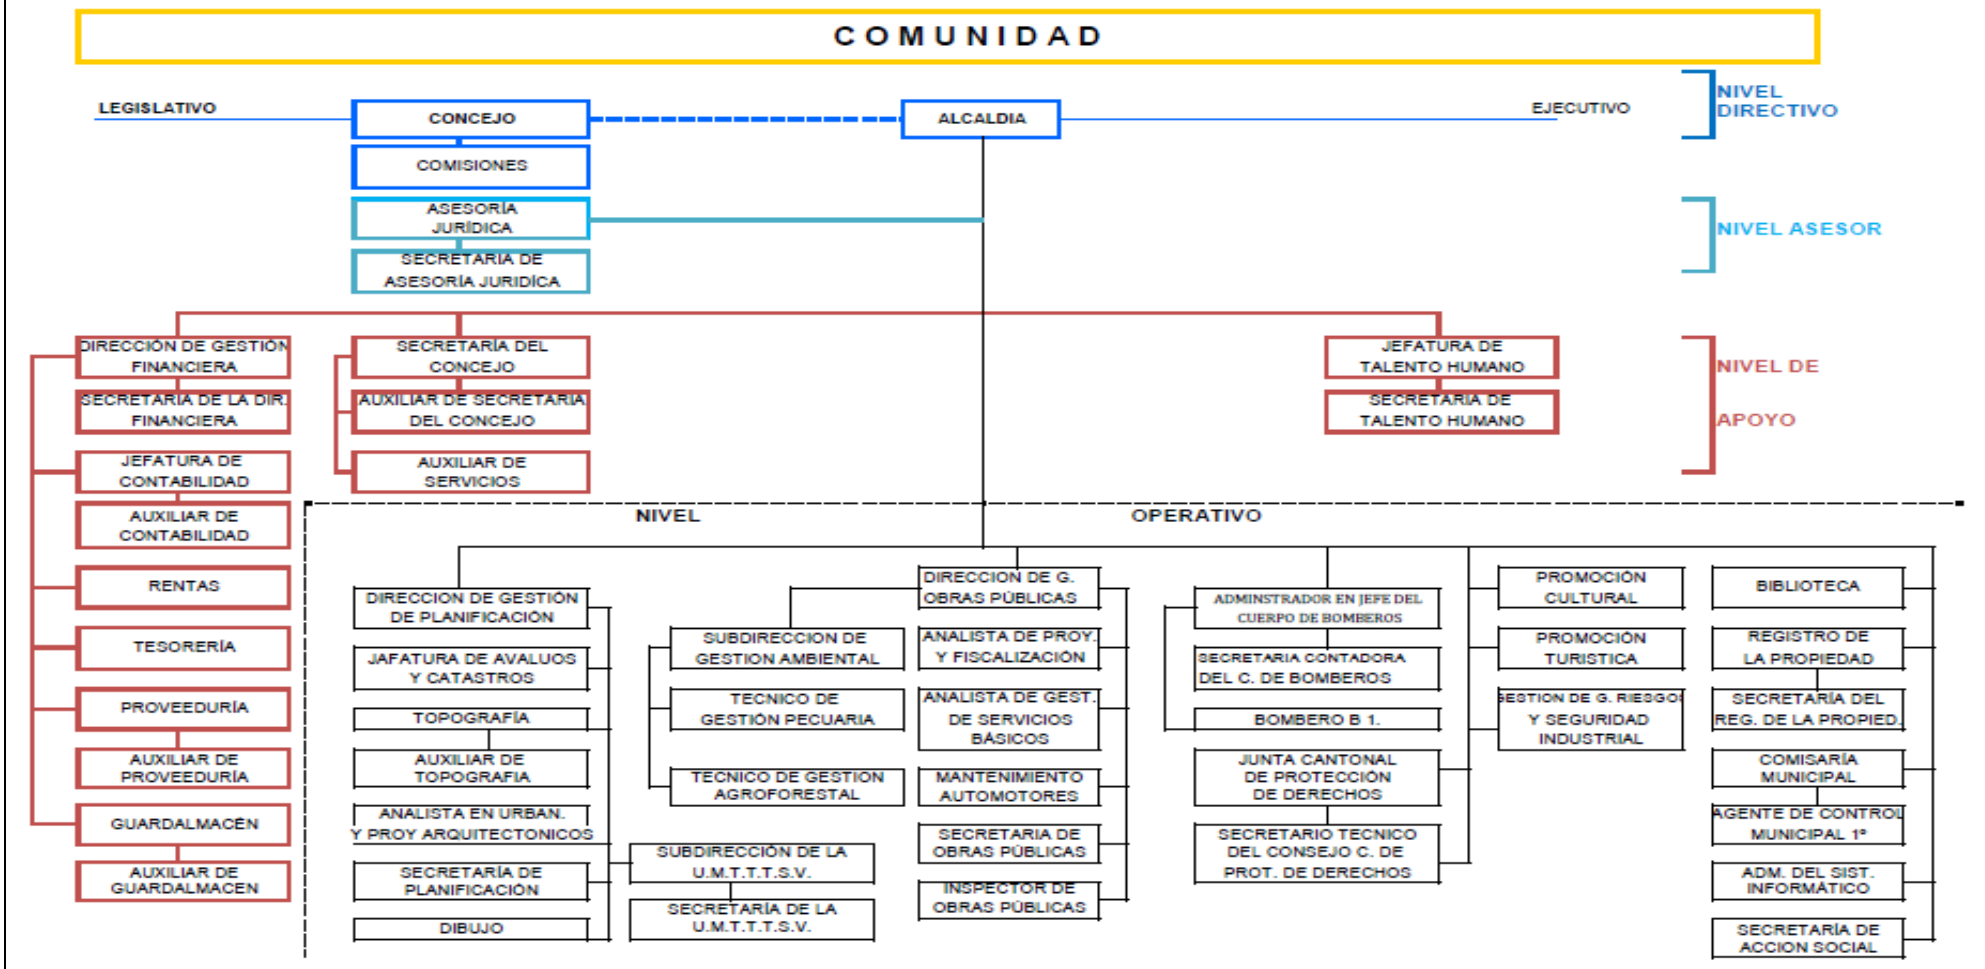 COMUNIDAD
LEGISLATIVO
CONCEJO
ALCALDIA
EJECUTIVO
NIVEL
DIRECTIVO
COMISIONES
ASESORÍA
JURÍDICA
SECRETARIA DE
ASESORÍA JURIDÍCA
NIVEL ASESOR
DIRECCIÓN DE GESTIÓN
FINANCIERA
SECRETARIA DE LA DIR.
FINANCIERA
JEFATURA DE
CONTABILIDAD
AUXILIAR DE
CONTABILIDAD
RENTAS
TESORERÍA
PROVEEDURÍA
AUXILIAR DE
PROVEEDURÍA
GUARDALMACÉN
AUXILIAR DE
GUARDALMACEN
SECRETARÍA DEL
CONCEJO
AUXILIAR DE SECRETARIA
DEL CONCEJO
AUXILIAR DE
SERVICIOS
JEFATURA DE
TALENTO HUMANO
SECRETARIA DE
TALENTO HUMANO
NIVEL DE
APOYO
NIVEL OPERATIVO
DIRECCION DE GESTIÓN
DE PLANIFICACIÓN
JAFATURA DE AVALUOS
Y CATASTROS
TOPOGRAFÍA
AUXILIAR DE
TOPOGRAFIA
ANALISTA EN URBAN.
Y PROY ARQUITECTONICOS
SECRETARÍA DE
PLANIFICACIÓN
DIBUJO
SUBDIRECCION DE
GESTION AMBIENTAL
TECNICO DE
GESTIÓN PECUARIA
TECNICO DE GESTION
AGROFORESTAL
SUBDIRECCIÓN DE LA
U.M.T.T.T.S.V.
SECRETARÍA DE LA
U.M.T.T.T.S.V.
DIRECCION DE G.
OBRAS PÚBLICAS
ANALISTA DE PROY.
Y FISCALIZACIÓN
ANALISTA DE GEST.
DE SERVICIOS
BÁSICOS
MANTENIMIENTO
AUTOMOTORES
SECRETARIA DE
OBRAS PÚBLICAS
INSPECTOR DE
OBRAS PÚBLICAS
ADMINSTRADOR EN JEFE DEL
CUERPO DE BOMBEROS
SECRETARIA CONTADORA
DEL C. DE BOMBEROS
BOMBERO B 1.
JUNTA CANTONAL
DE PROTECCIÓN
DE DERECHOS
SECRETARIO TECNICO
DEL CONSEJO C. DE
PROT. DE DERECHOS
PROMOCIÓN
CULTURAL
PROMOCIÓN
TURISTICA
GESTION DE G. RIESGOS
Y SEGURIDAD
INDUSTRIAL
BIBLIOTECA
REGISTRO DE
LA PROPIEDAD
SECRETARÍA DEL
REG. DE LA PROPIED.
COMISARÍA
MUNICIPAL
AGENTE DE CONTROL
MUNICIPAL 1º
ADM. DEL SIST.
INFORMÁTICO
SECRETARÍA DE
ACCION SOCIAL